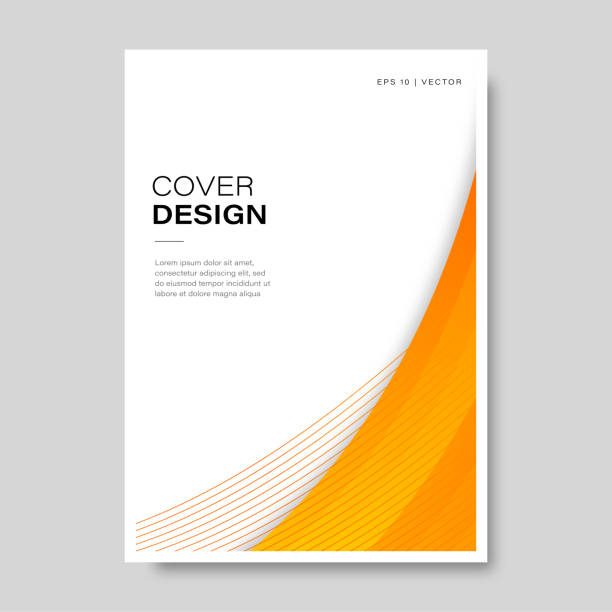 EPS 10 | VECTOR
COVER
DESIGN
Lorem ipsum dolor sit amet,
consectetur adipiscing elit, sed
do eiusmod tempor incididunt ut
labore et dolore magna aliqua